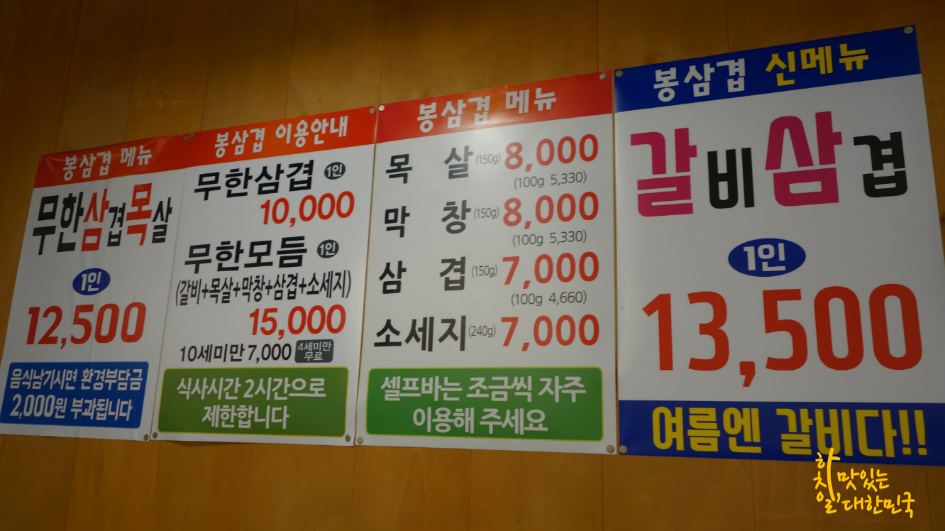 봉삼겹 메뉴
무한삼겹목살
1인
12,500
음식남기시면 환경부담금
2,000원 부과됩니다
봉삼겹 이용안내
무한삼겹 1인
10,000
무한모듬 1인
(갈비+목살+막창+삼겹+소세지)
15,000
10세미만 7,000 4세미만 무료
식사시간 2시간으로
제한합니다
봉삼겹 메뉴
목 살 (150g) 8,000
(100g 5,330)
막 창 (150g) 8,000
(100g 5,330)
삼 겹 (150g) 7,000
(100g 4,660)
소세지 (240g) 7,000
셀프바는 조금씩 자주
이용해 주세요
봉삼겹 신메뉴
갈비삼겹
1인
13,500
여름엔 갈비다!!
하치일, 맛있는
대한민국